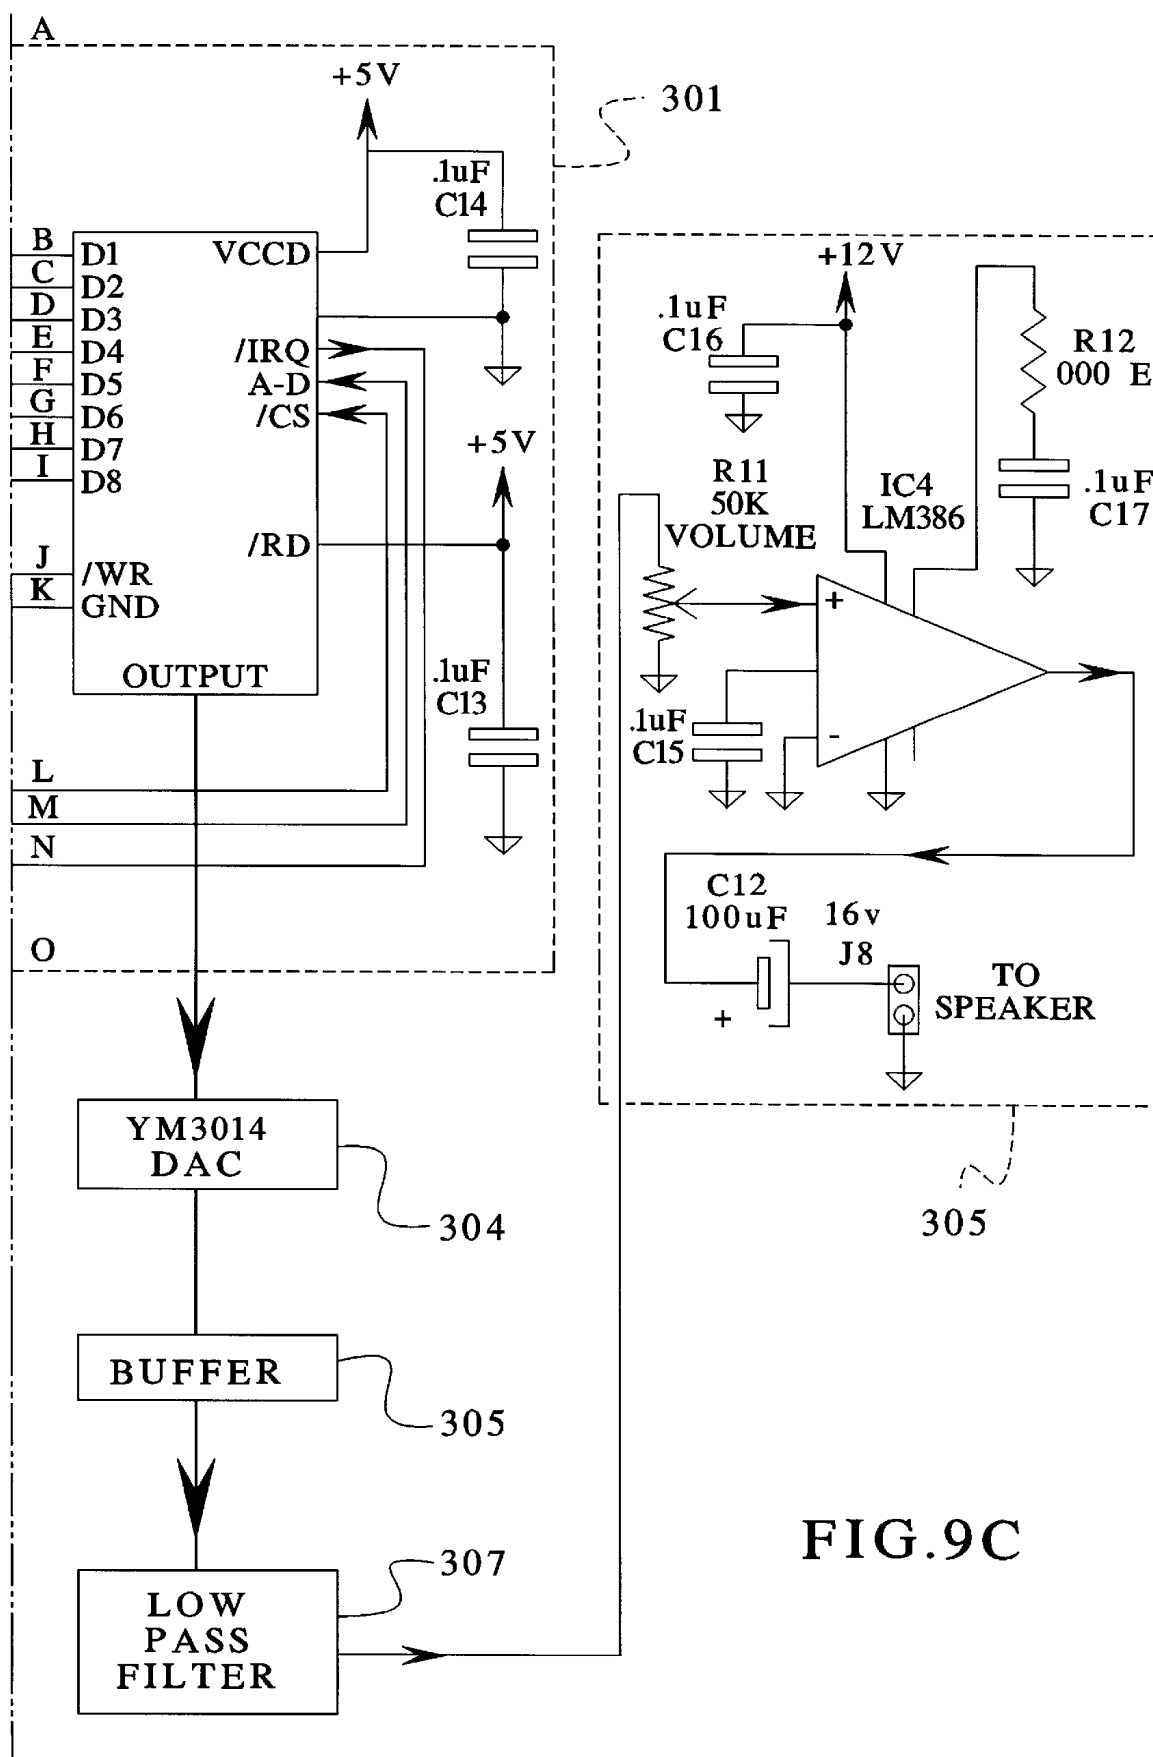 A
+5V
301
.1uF
C14
B
C
D
E
F
G
H
I
J
K
D1
D2
D3
D4
D5
D6
D7
D8
/WR
GND
VCCD
/IRQ
A-D
/CS
/RD
OUTPUT
+5V
.1uF
C13
L
M
N
O
+12V
.1uF
C16
R12
000 E
.1uF
C17
R11
50K
VOLUME
IC4
LM386
+
-
.1uF
C15
C12
100uF
16v
J8
+
TO
SPEAKER
305
YM3014
DAC
304
BUFFER
305
307
LOW
PASS
FILTER
FIG.9C